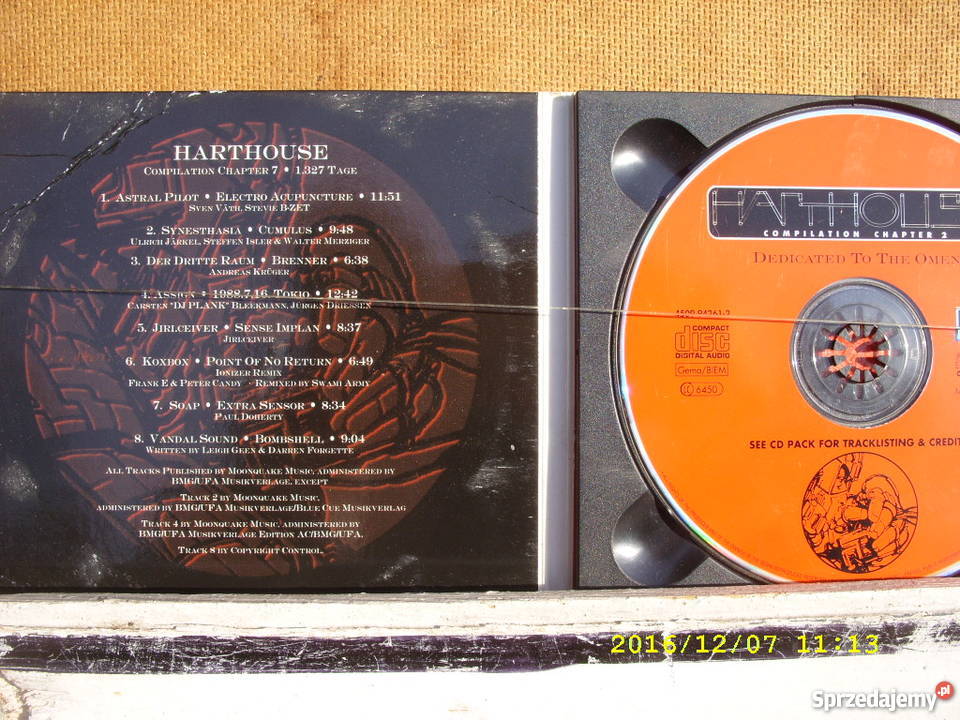 HARTHOUSE
COMPILATION CHAPTER 7 • 1.327 TAGE
1. ASTRAL PILOT • ELECTRO ACUPUNCTURE • 11:51
SVEN VÄTH, STEVIE B-ZET
2. SYNESTHASIA • CUMULUS • 9:48
ULRICH JÄRKEL, STEFFEN ISLER & WALTER MERZIGER
3. DER DRITTE RAUM • BRENNER • 6:38
ANDREAS KRÜGER
4. ASSIGN • 1988.7.16. TOKIO • 12:42
CARSTEN "DJ PLANK" BLEEKMANN, JÜRGEN DRIESSEN
5. JIRLCEIVER • SENSE IMPLAN • 8:37
JIRLCEIVER
6. KOXBOX • POINT OF NO RETURN • 6:49
IONIZER REMIX
FRANK E & PETER CANDY · REMIXED BY SWAMI ARMY
7. SOAP • EXTRA SENSOR • 8:34
PAUL DOHERTY
8. VANDAL SOUND • BOMBSHELL • 9:04
WRITTEN BY LEIGH GEEN & DARREN FORGETTE
ALL TRACKS PUBLISHED BY MOONQUAKE MUSIC, ADMINISTERED BY
BMG/UFA MUSIKVERLAGE, EXCEPT
TRACK 2 BY MOONQUAKE MUSIC,
ADMINISTERED BY BMG/UFA MUSIKVERLAGE/BLUE CUE MUSIKVERLAG
TRACK 4 BY MOONQUAKE MUSIC, ADMINISTERED BY
BMG/UFA MUSIKVERLAGE EDITION AC/BMG/UFA.
TRACK 8 BY COPYRIGHT CONTROL.
HARTHOUSE
COMPILATION CHAPTER 2
DEDICATED TO THE OMEN
4509-94261-2
COMPACT
disc
DIGITAL AUDIO
Gema/BIEM
LC 6450
SEE CD PACK FOR TRACKLISTING & CREDIT
2016/12/07 11:13
Sprzedajemy.pl